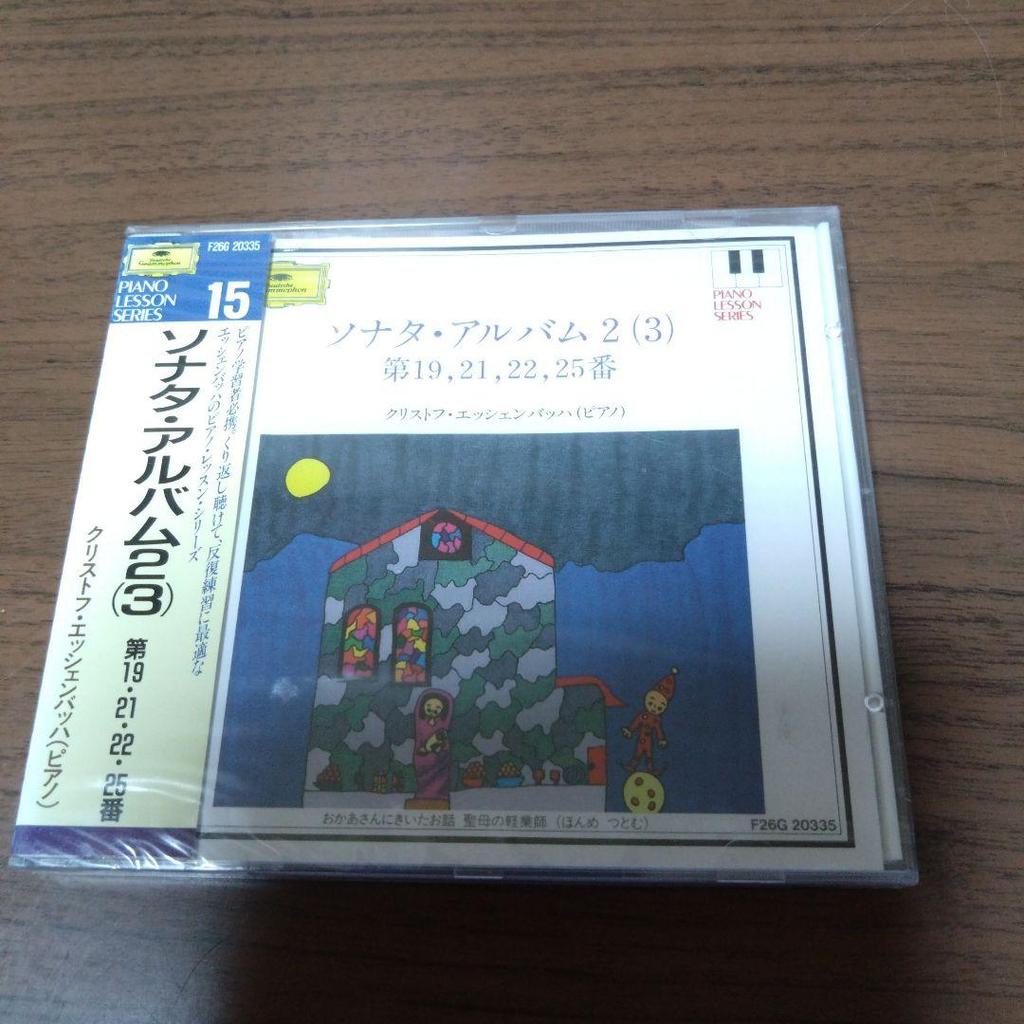 Deutsche
Grammophon
F26G 20335
PIANO
LESSON
SERIES
15
ピアノ学習者必携。くり返し聴けて、反復練習に最適な
エッシェンバッハのピアノ・レッスン・シリーズ
ソナタ・アルバム2(3)
第19・21・22・25番
クリストフ・エッシェンバッハ(ピアノ)
Deutsche
Grammophon
PIANO
LESSON
SERIES
ソナタ・アルバム 2 (3)
第19, 21, 22, 25番
クリストフ・エッシェンバッハ (ピアノ)
おかあさんにきいたお話 聖母の軽業師 (ほんめ つとむ)
F26G 20335